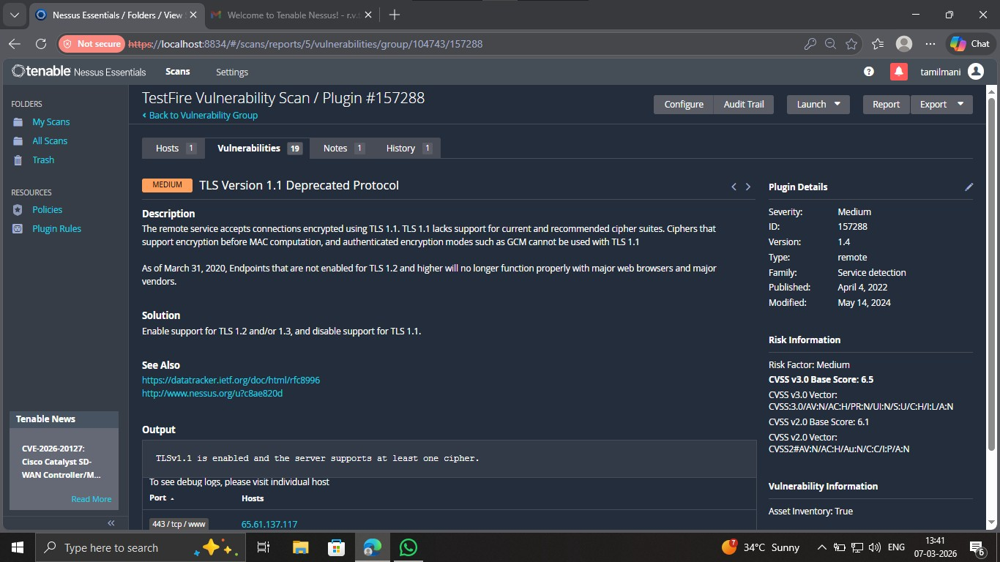 Nessus Essentials / Folders / View
Welcome to Tenable Nessus! - r.v.
Not secure
https://localhost:8834/#/scans/reports/5/vulnerabilities/group/104743/157288
Chat
tenable Nessus Essentials
Scans
Settings
tamilmani
FOLDERS
My Scans
All Scans
Trash
RESOURCES
Policies
Plugin Rules
Tenable News
CVE-2026-20127:
Cisco Catalyst SD-
WAN Controller/M...
Read More
TestFire Vulnerability Scan / Plugin #157288
‹ Back to Vulnerability Group
Configure
Audit Trail
Launch
Report
Export
Hosts 1
Vulnerabilities 19
Notes 1
History 1
MEDIUM
TLS Version 1.1 Deprecated Protocol
Description
The remote service accepts connections encrypted using TLS 1.1. TLS 1.1 lacks support for current and recommended cipher suites. Ciphers that
support encryption before MAC computation, and authenticated encryption modes such as GCM cannot be used with TLS 1.1
As of March 31, 2020, Endpoints that are not enabled for TLS 1.2 and higher will no longer function properly with major web browsers and major
vendors.
Solution
Enable support for TLS 1.2 and/or 1.3, and disable support for TLS 1.1.
See Also
https://datatracker.ietf.org/doc/html/rfc8996
http://www.nessus.org/u?c8ae820d
Output
TLSv1.1 is enabled and the server supports at least one cipher.
To see debug logs, please visit individual host
Port
Hosts
443 / tcp / www
65.61.137.117
Plugin Details
Severity: Medium
ID: 157288
Version: 1.4
Type: remote
Family: Service detection
Published: April 4, 2022
Modified: May 14, 2024
Risk Information
Risk Factor: Medium
CVSS v3.0 Base Score: 6.5
CVSS v3.0 Vector:
CVSS:3.0/AV:N/AC:H/PR:N/UI:N/S:U/C:H/I:L/A:N
CVSS v2.0 Base Score: 6.1
CVSS v2.0 Vector:
CVSS2#AV:N/AC:H/Au:N/C:C/I:P/A:N
Vulnerability Information
Asset Inventory: True
Type here to search
7
34°C Sunny
ENG
13:41
07-03-2026
6